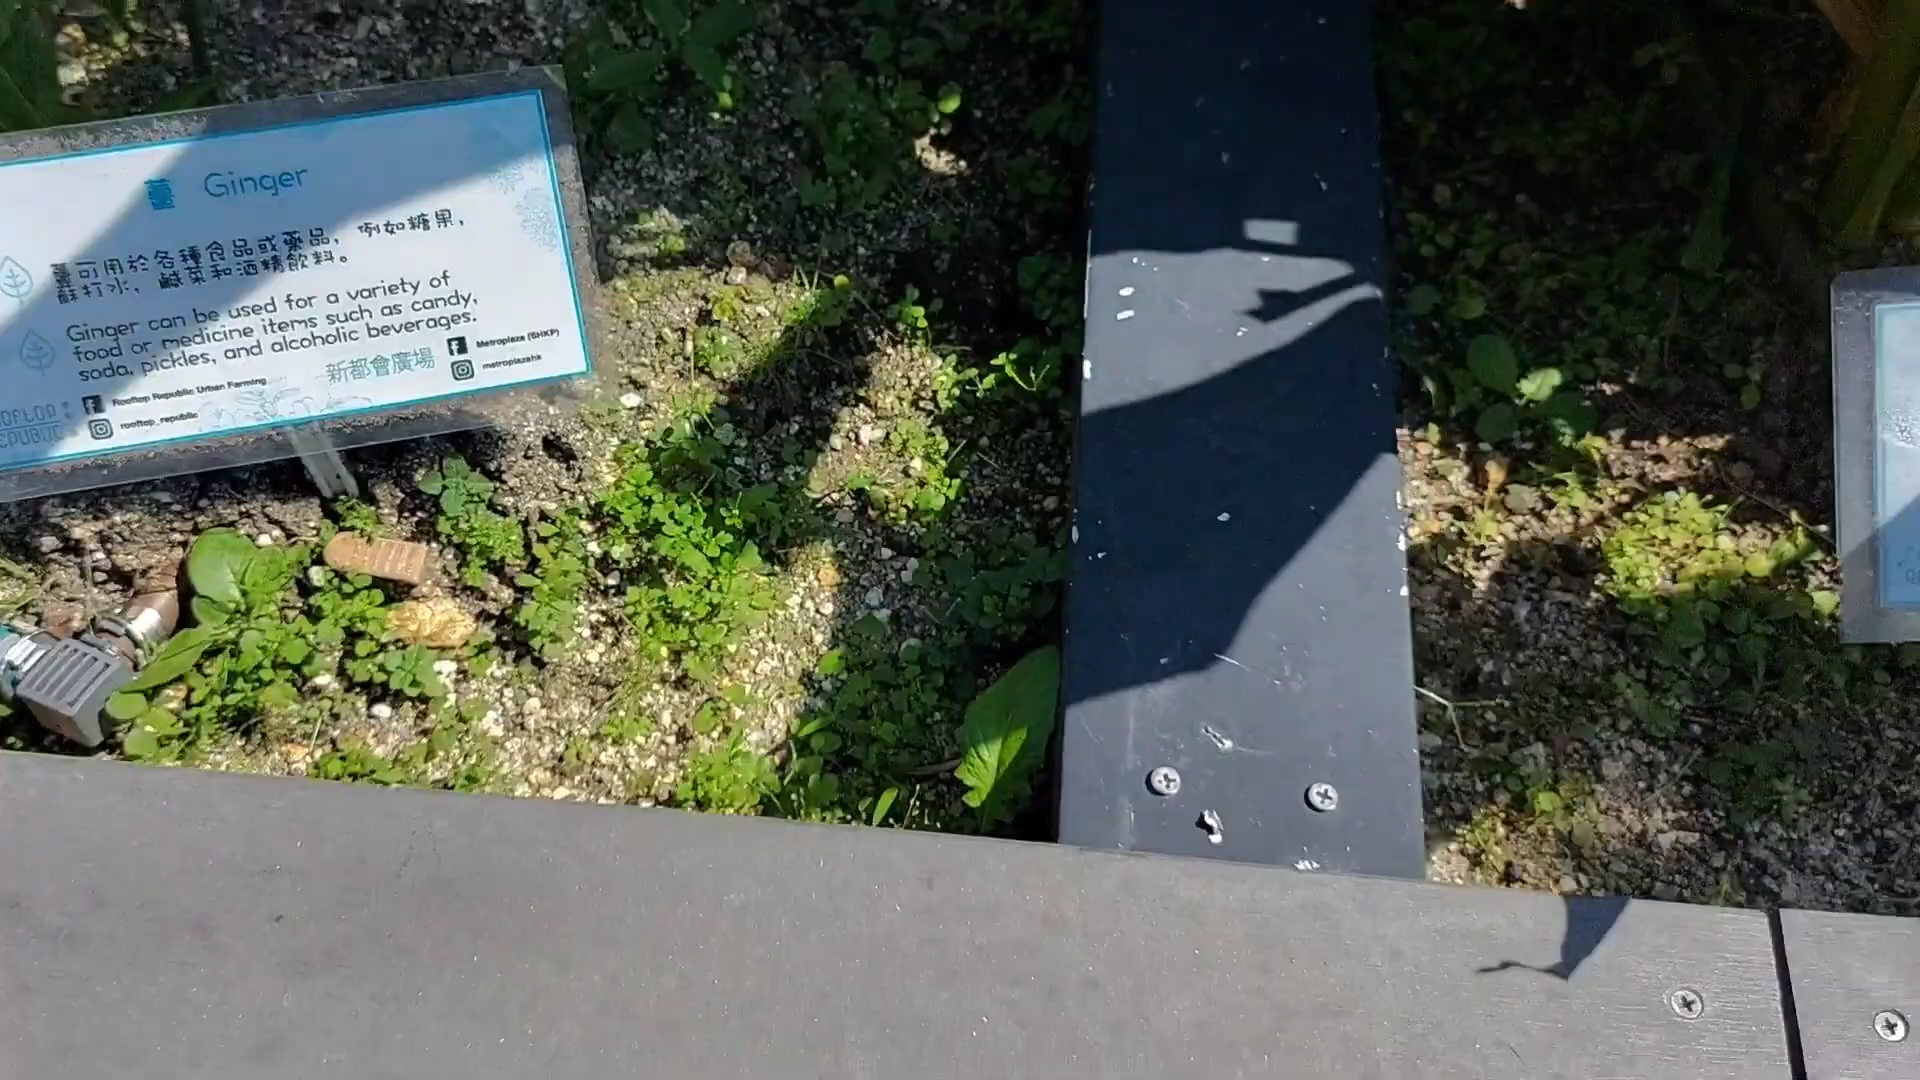 薑 Ginger
薑可用於各種食品或藥品，例如糖果，
蘇打水，鹹菜和酒精飲料。
Ginger can be used for a variety of
food or medicine items such as candy,
soda, pickles, and alcoholic beverages.
Rooftop Republic Urban Farming
rooftop_republic
新都會廣場
Metroplaza (SHKP)
metroplazahk